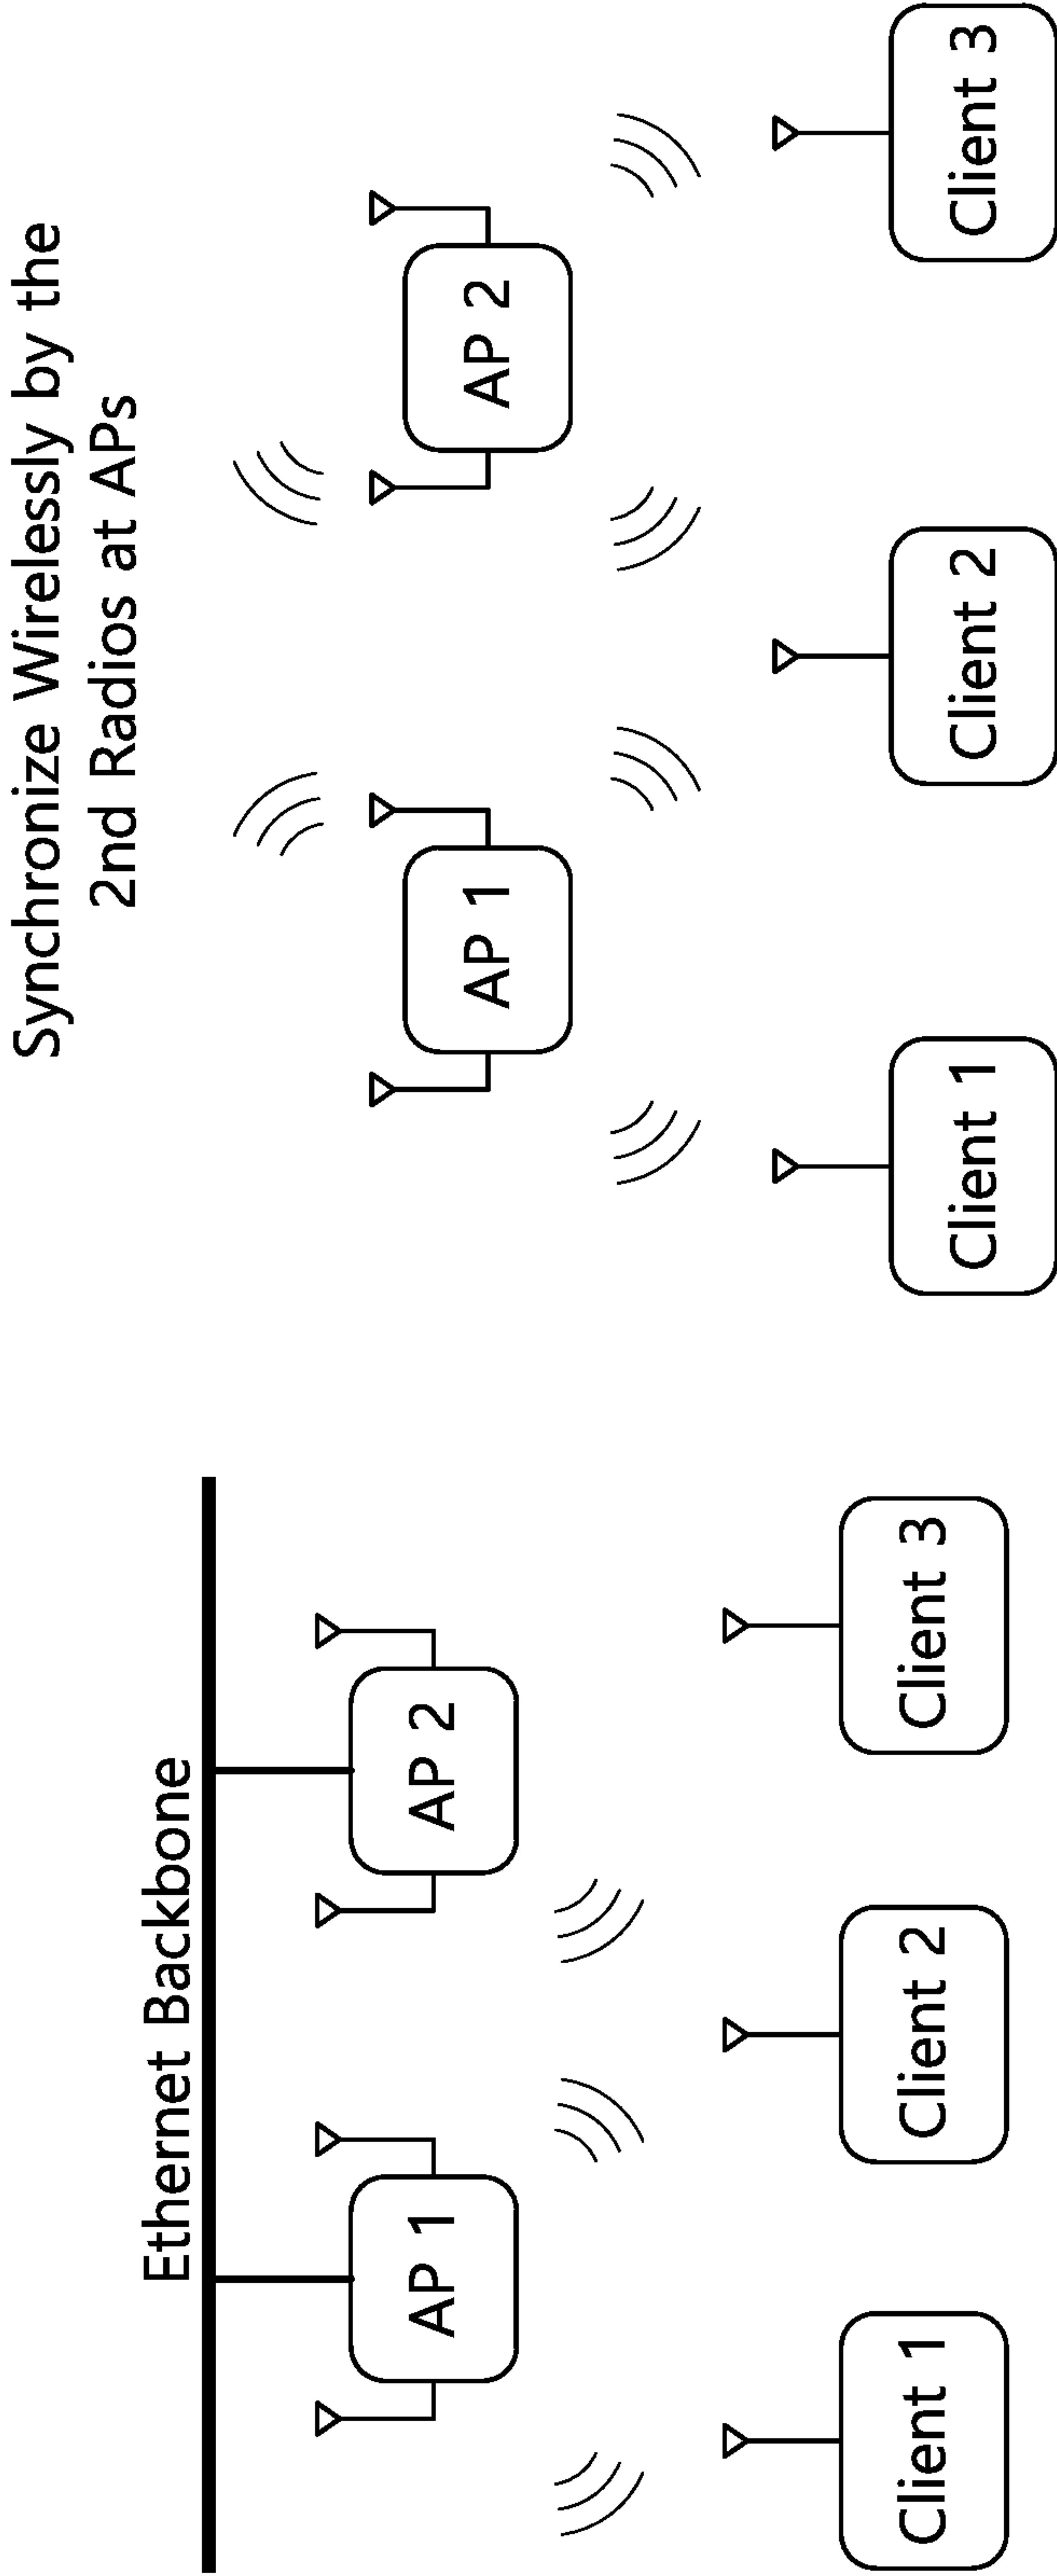 Ethernet Backbone
AP 1
AP 2
Client 1
Client 2
Client 3
Synchronize Wirelessly by the
2nd Radios at APs
AP 1
AP 2
Client 1
Client 2
Client 3